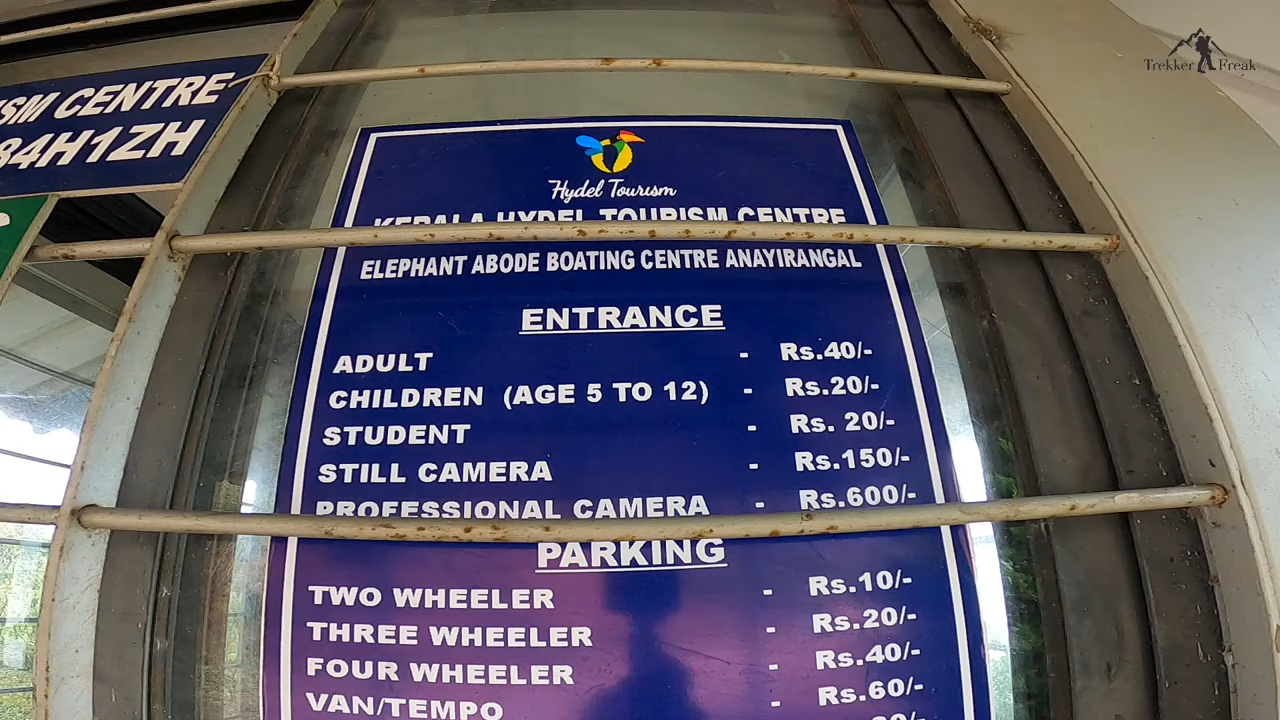 Trekker Freak
SM CENTRE
84H1ZH
Hydel Tourism
KERALA HYDEL TOURISM CENTRE
ELEPHANT ABODE BOATING CENTRE ANAYIRANGAL
ENTRANCE
ADULT - Rs.40/-
CHILDREN (AGE 5 TO 12) - Rs.20/-
STUDENT - Rs. 20/-
STILL CAMERA - Rs.150/-
PROFESSIONAL CAMERA - Rs.600/-
PARKING
TWO WHEELER - Rs.10/-
THREE WHEELER - Rs.20/-
FOUR WHEELER - Rs.40/-
VAN/TEMPO - Rs.60/-